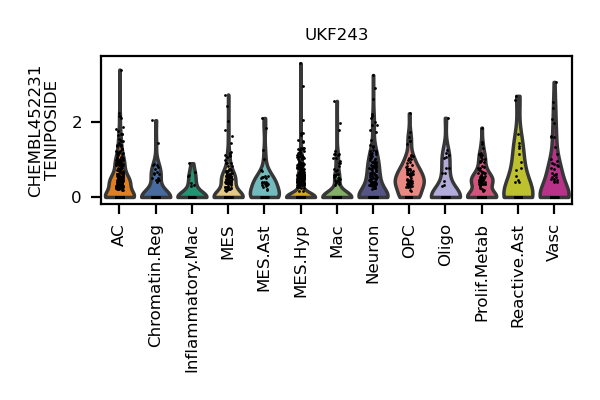 UKF243
CHEMBL452231
TENIPOSIDE
2
0
AC
Chromatin.Reg
Inflammatory.Mac
MES
MES.Ast
MES.Hyp
Mac
Neuron
OPC
Oligo
Prolif.Metab
Reactive.Ast
Vasc